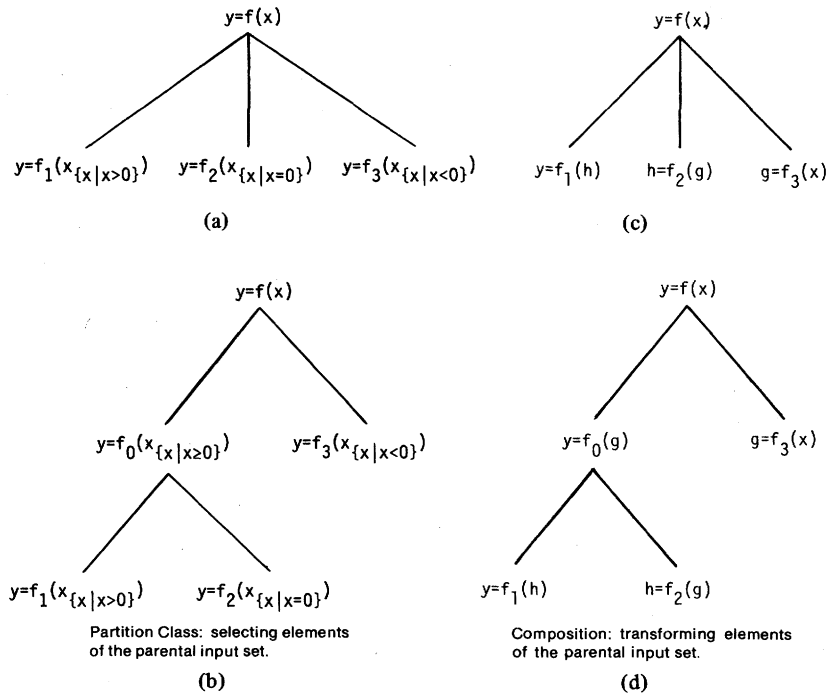 y=f(x)
y=f₁(x{x|x>0}) y=f₂(x{x|x=0}) y=f₃(x{x|x<0})
(a)
y=f(x)
y=f₁(h) h=f₂(g) g=f₃(x)
(c)
y=f(x)
y=f₀(x{x|x≥0}) y=f₃(x{x|x<0})
y=f₁(x{x|x>0}) y=f₂(x{x|x=0})
Partition Class: selecting elements
of the parental input set.
(b)
y=f(x)
y=f₀(g) g=f₃(x)
y=f₁(h) h=f₂(g)
Composition: transforming elements
of the parental input set.
(d)